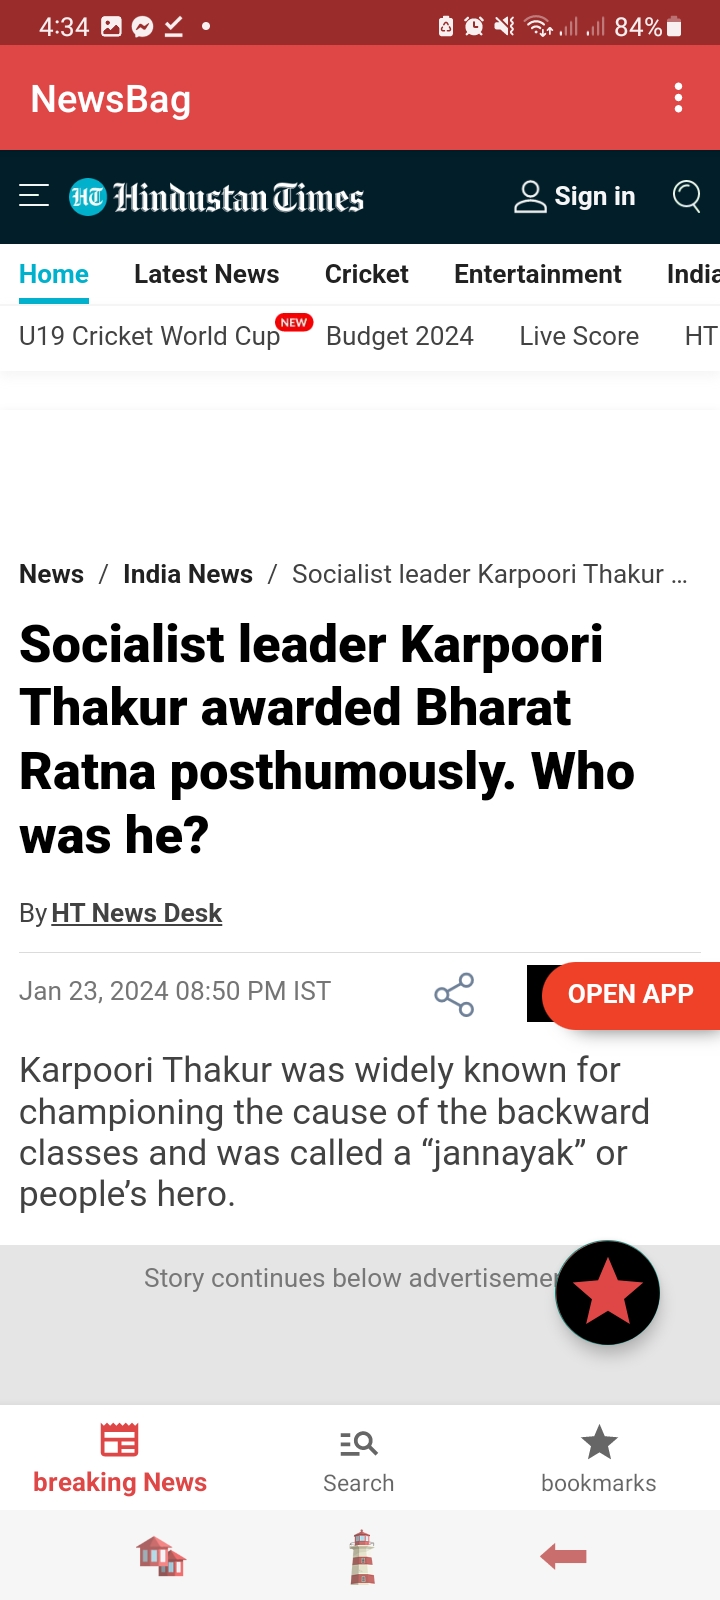 4:34 84%
NewsBag
HT Hindustan Times Sign in
Home Latest News Cricket Entertainment India
U19 Cricket World Cup NEW Budget 2024 Live Score HT
News / India News / Socialist leader Karpoori Thakur ...
Socialist leader Karpoori
Thakur awarded Bharat
Ratna posthumously. Who
was he?
By HT News Desk
Jan 23, 2024 08:50 PM IST OPEN APP
Karpoori Thakur was widely known for
championing the cause of the backward
classes and was called a “jannayak” or
people’s hero.
Story continues below advertisemen
breaking News Search bookmarks